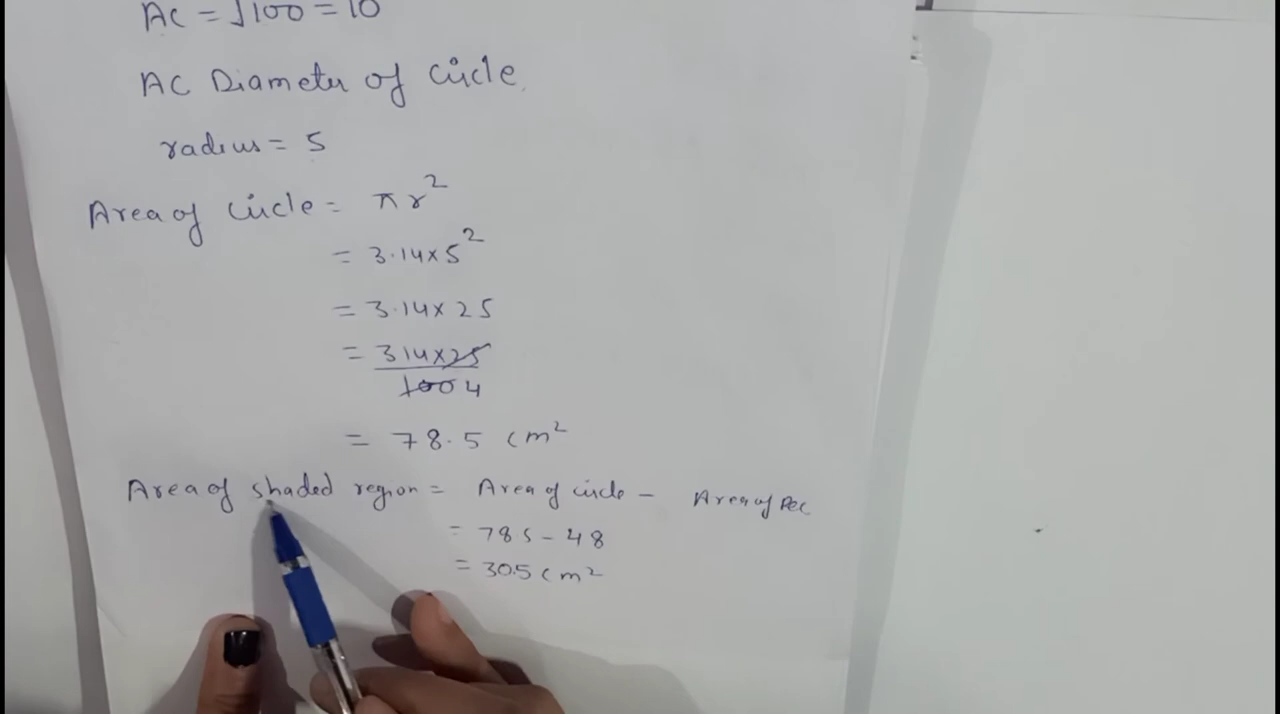 AC = √100 = 10
AC Diameter of circle.
radius = 5
Area of circle = πr²
= 3.14×5²
= 3.14×25
= 314×25
100 4
= 78.5 cm²
Area of shaded region = Area of circle – Area of Rec
= 785 – 48
= 30.5 cm²